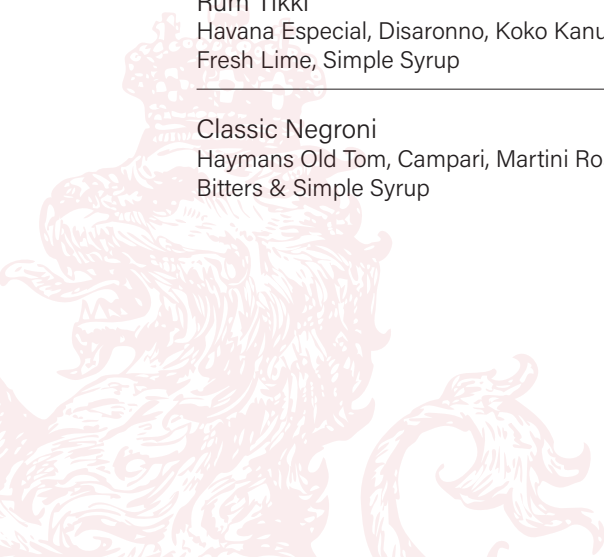 Rum Tikki
Havana Especial, Disaronno, Koko Kanu
Fresh Lime, Simple Syrup
Classic Negroni
Haymans Old Tom, Campari, Martini Ro
Bitters & Simple Syrup